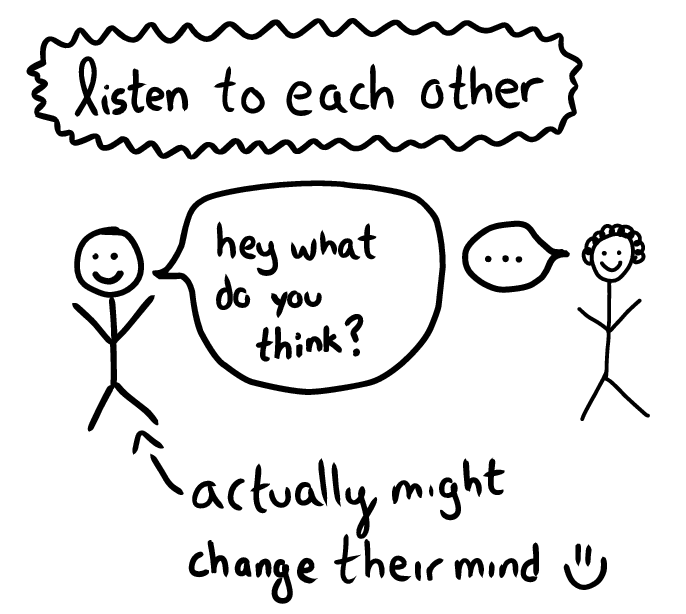 listen to each other
hey what
do you
think?
...
actually might
change their mind